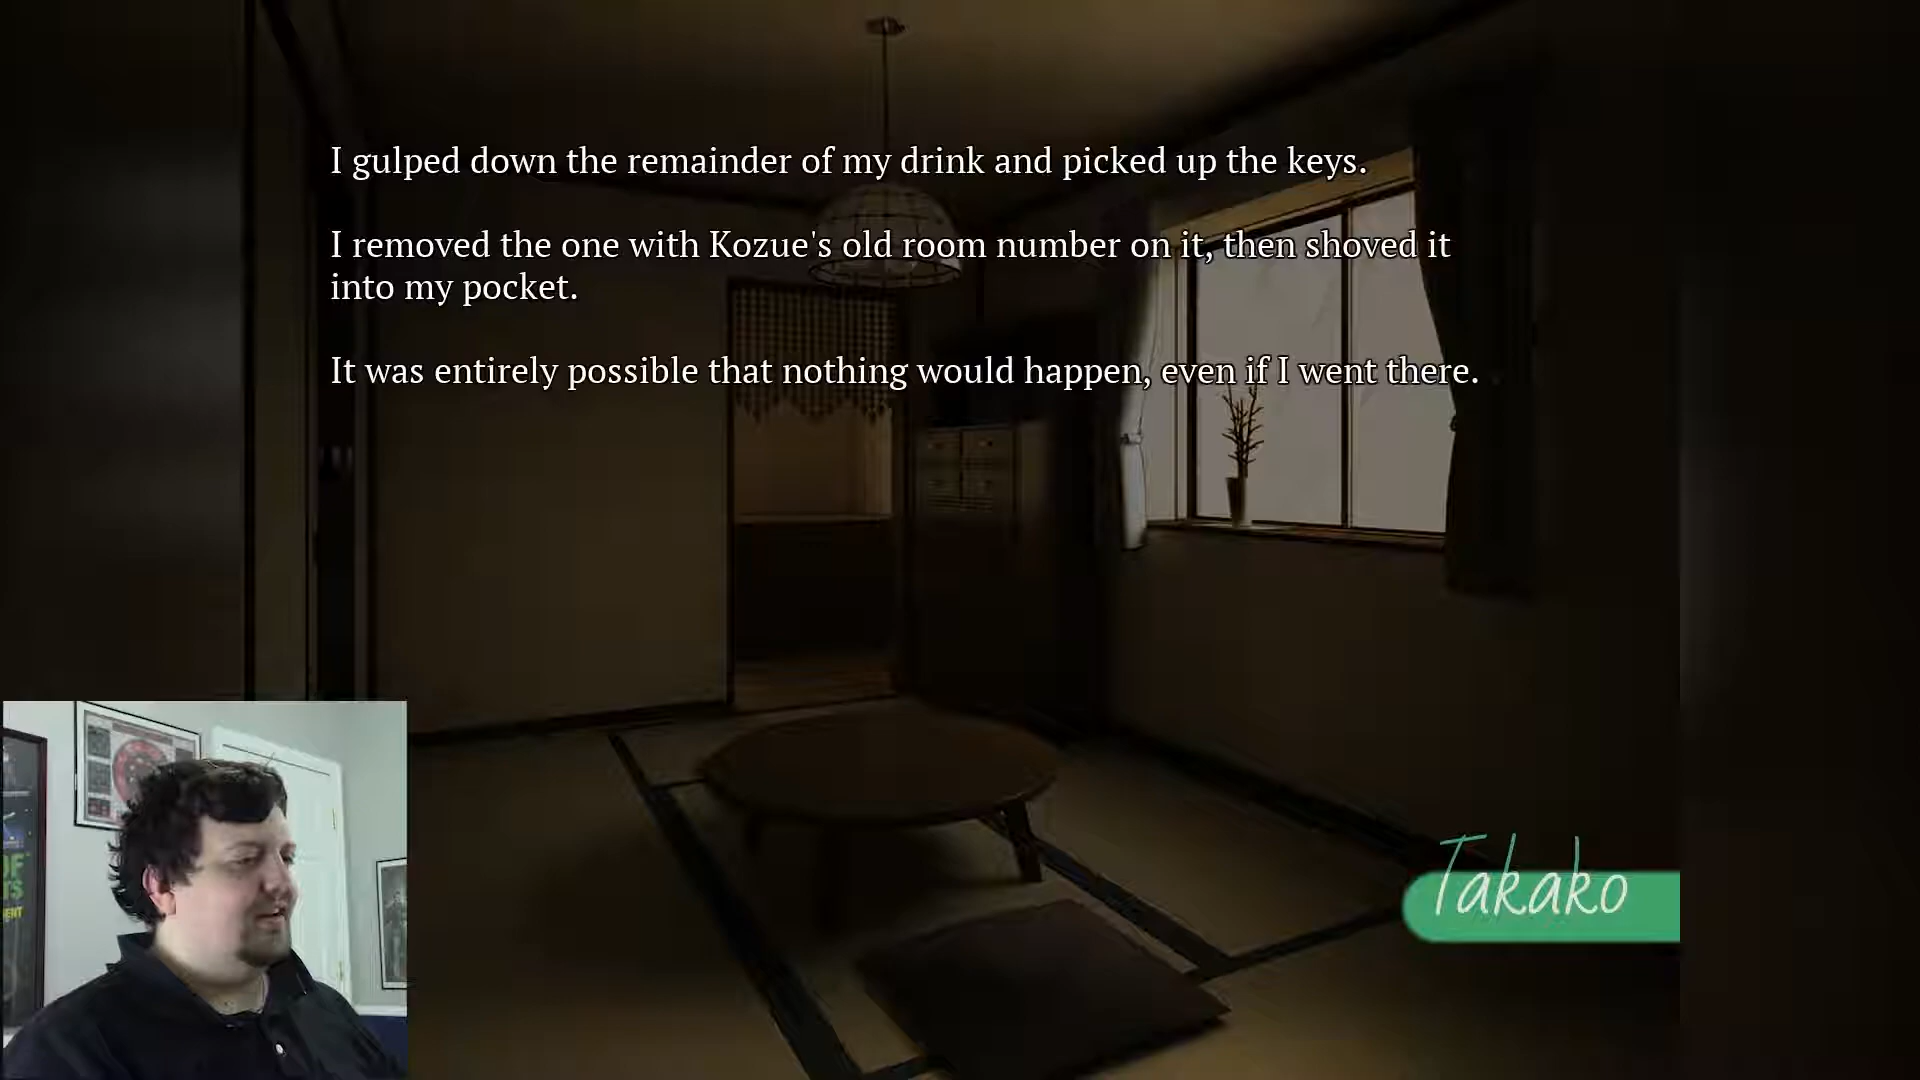 I gulped down the remainder of my drink and picked up the keys.
I removed the one with Kozue's old room number on it, then shoved it
into my pocket.
It was entirely possible that nothing would happen, even if I went there.
Takako